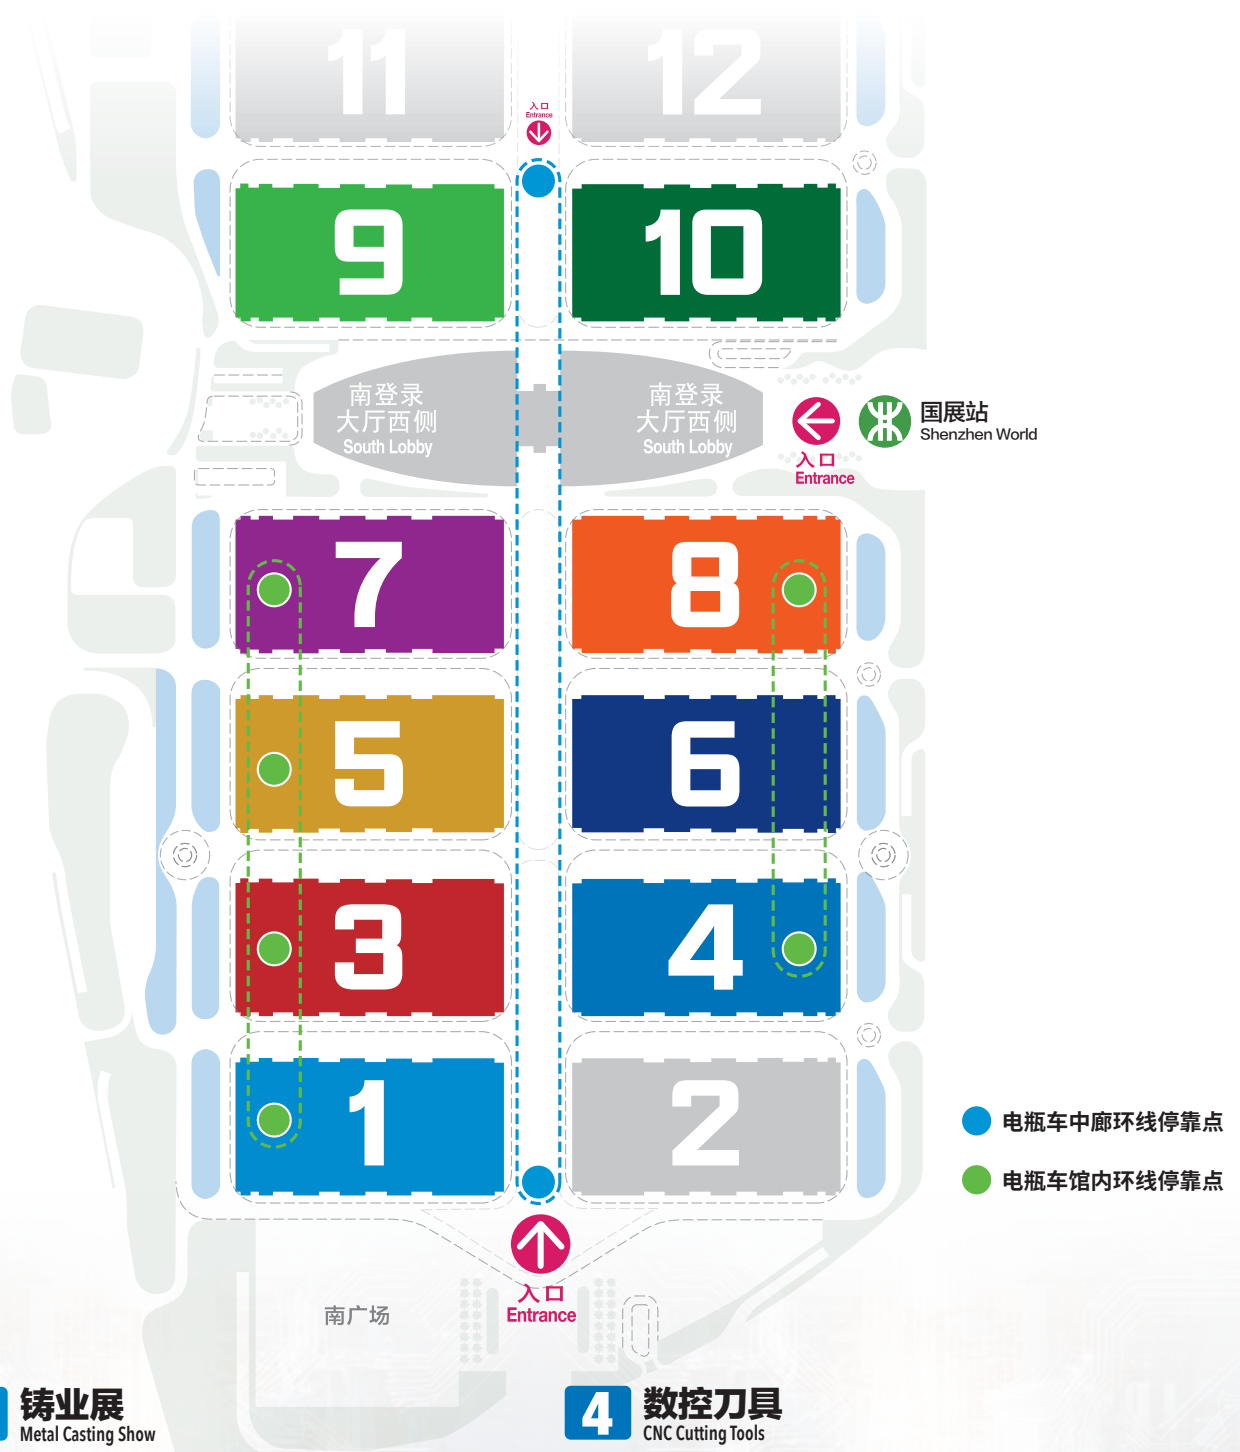 11
12
入口
Entrance
9
10
南登录
大厅西侧
South Lobby
南登录
大厅西侧
South Lobby
入口
Entrance
国展站
Shenzhen World
7
8
5
6
3
4
1
2
电瓶车中廊环线停靠点
电瓶车馆内环线停靠点
入口
Entrance
南广场
铸业展
Metal Casting Show
4
数控刀具
CNC Cutting Tools